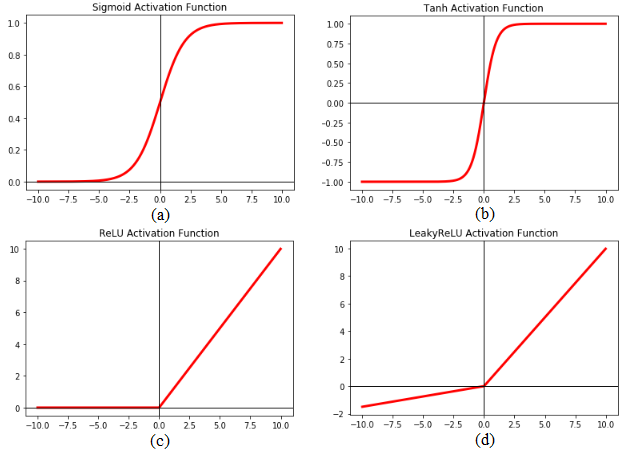 Sigmoid Activation Function
1.0
0.8
0.6
0.4
0.2
0.0
−10.0 −7.5 −5.0 −2.5 0.0 2.5 5.0 7.5 10.0
(a)
Tanh Activation Function
1.00
0.75
0.50
0.25
0.00
−0.25
−0.50
−0.75
−1.00
−10.0 −7.5 −5.0 −2.5 0.0 2.5 5.0 7.5 10.0
(b)
ReLU Activation Function
10
8
6
4
2
0
−10.0 −7.5 −5.0 −2.5 0.0 2.5 5.0 7.5 10.0
(c)
LeakyReLU Activation Function
10
8
6
4
2
0
−2
−10.0 −7.5 −5.0 −2.5 0.0 2.5 5.0 7.5 10.0
(d)